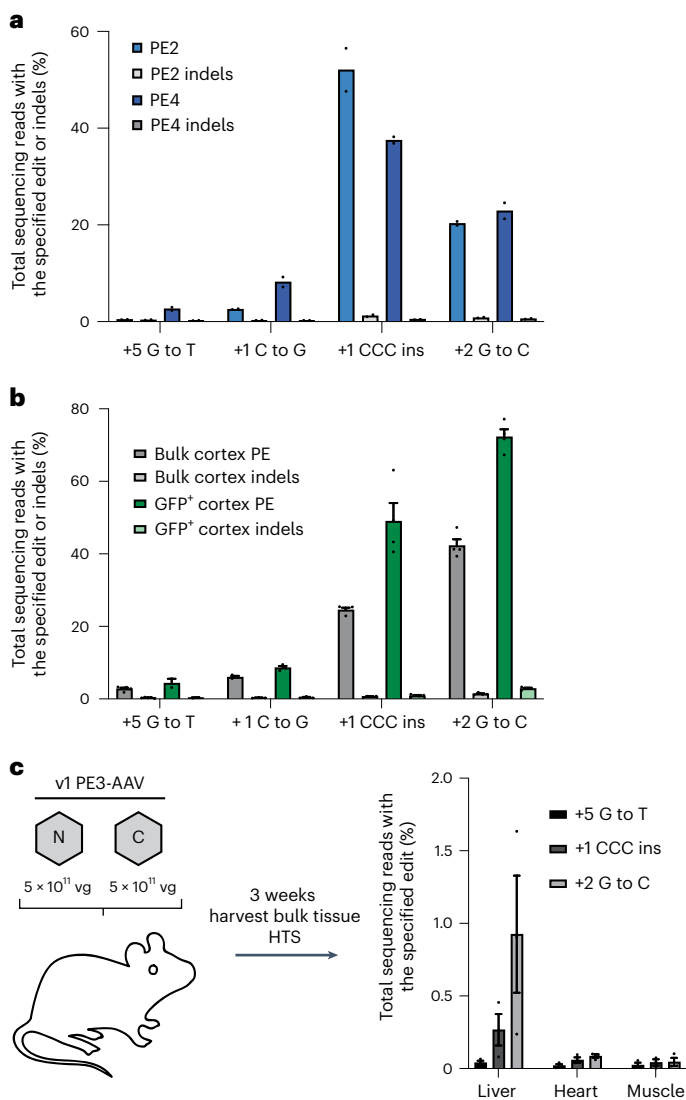 a
Total sequencing reads with
the specified edit or indels (%)
60
40
20
0
PE2
PE2 indels
PE4
PE4 indels
+5 G to T
+1 C to G
+1 CCC ins
+2 G to C
b
Total sequencing reads with
the specified edit or indels (%)
80
60
40
20
0
Bulk cortex PE
Bulk cortex indels
GFP⁺ cortex PE
GFP⁺ cortex indels
+5 G to T
+ 1 C to G
+1 CCC ins
+2 G to C
c
v1 PE3-AAV
N
C
5 × 10¹¹ vg
5 × 10¹¹ vg
3 weeks
harvest bulk tissue
HTS
Total sequencing reads with
the specified edit (%)
2.0
1.5
1.0
0.5
0
+5 G to T
+1 CCC ins
+2 G to C
Liver
Heart
Muscle